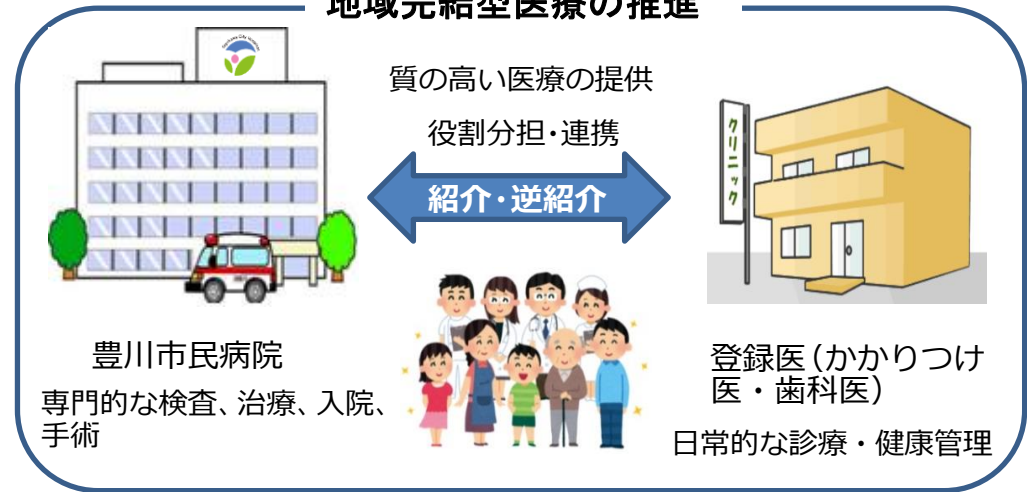 地域完結型医療の推進
質の高い医療の提供
役割分担・連携
紹介・逆紹介
クリニック
豊川市民病院
専門的な検査、治療、入院、
手術
登録医(かかりつけ
医・歯科医)
日常的な診療・健康管理